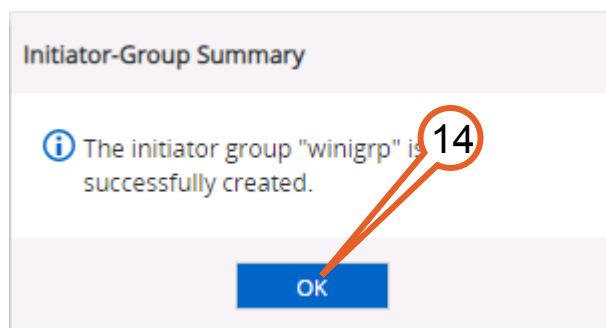 Initiator-Group Summary
The initiator group "winigrp" is
successfully created.
14
OK